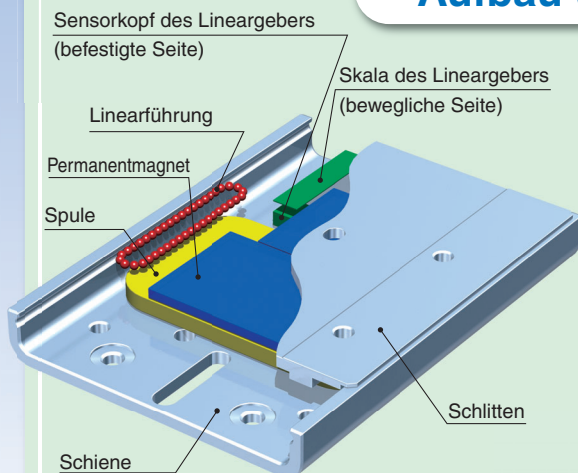 Aufbau
Sensorkopf des Lineargebers
(befestigte Seite)
Skala des Lineargebers
(bewegliche Seite)
Linearführung
Permanentmagnet
Spule
Schlitten
Schiene